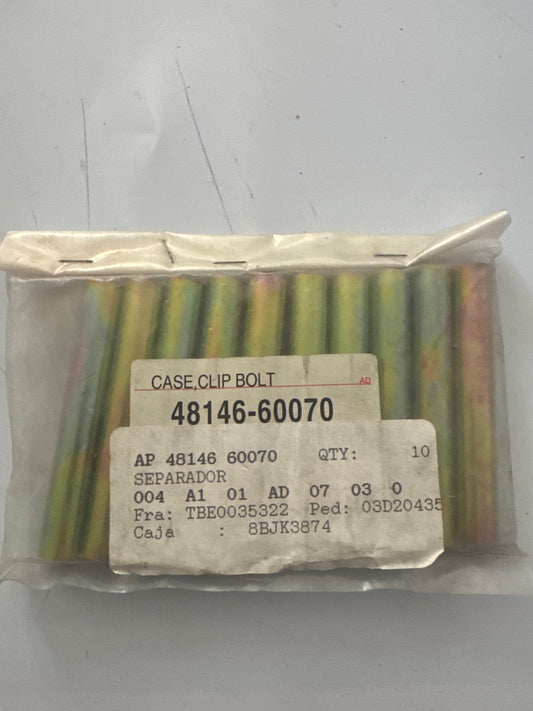 CASE,CLIP BOLT AD
48146-60070
AP 48146 60070 QTY: 10
SEPARADOR
004 A1 01 AD 07 03 0
Fra: TBE0035322 Ped: 03D20435
Caja : 8BJK3874